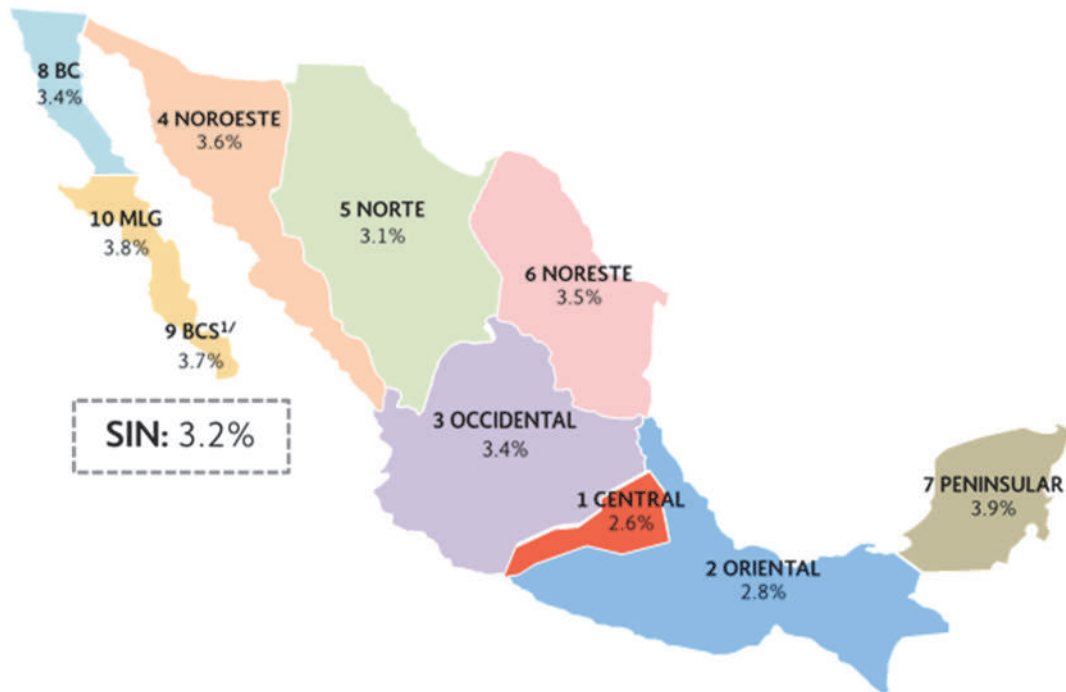 8 BC
3.4%
4 NOROESTE
3.6%
10 MLG
3.8%
5 NORTE
3.1%
6 NORESTE
3.5%
9 BCS1/
3.7%
SIN: 3.2%
3 OCCIDENTAL
3.4%
1 CENTRAL
2.6%
7 PENINSULAR
3.9%
2 ORIENTAL
2.8%